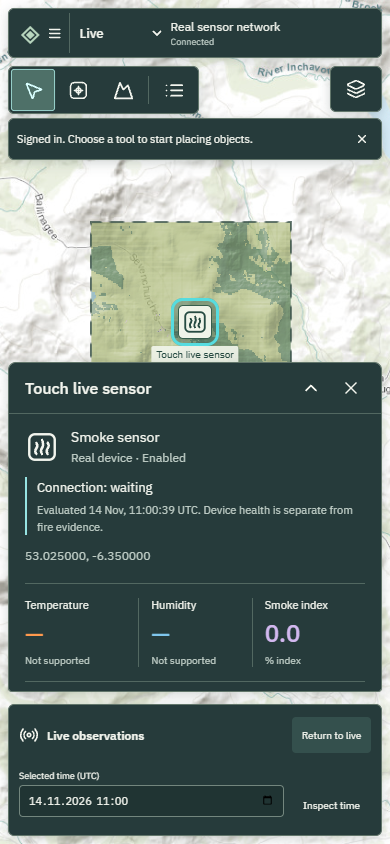 Live
Real sensor network
Connected
River Inchavore
Signed in. Choose a tool to start placing objects.
Ballinagee
Touch live sensor
Touch live sensor
Smoke sensor
Real device · Enabled
Connection: waiting
Evaluated 14 Nov, 11:00:39 UTC. Device health is separate from
fire evidence.
53.025000, -6.350000
Temperature
Humidity
Smoke index
—
—
0.0
Not supported
Not supported
% index
Live observations
Return to live
Selected time (UTC)
14.11.2026 11:00
Inspect time